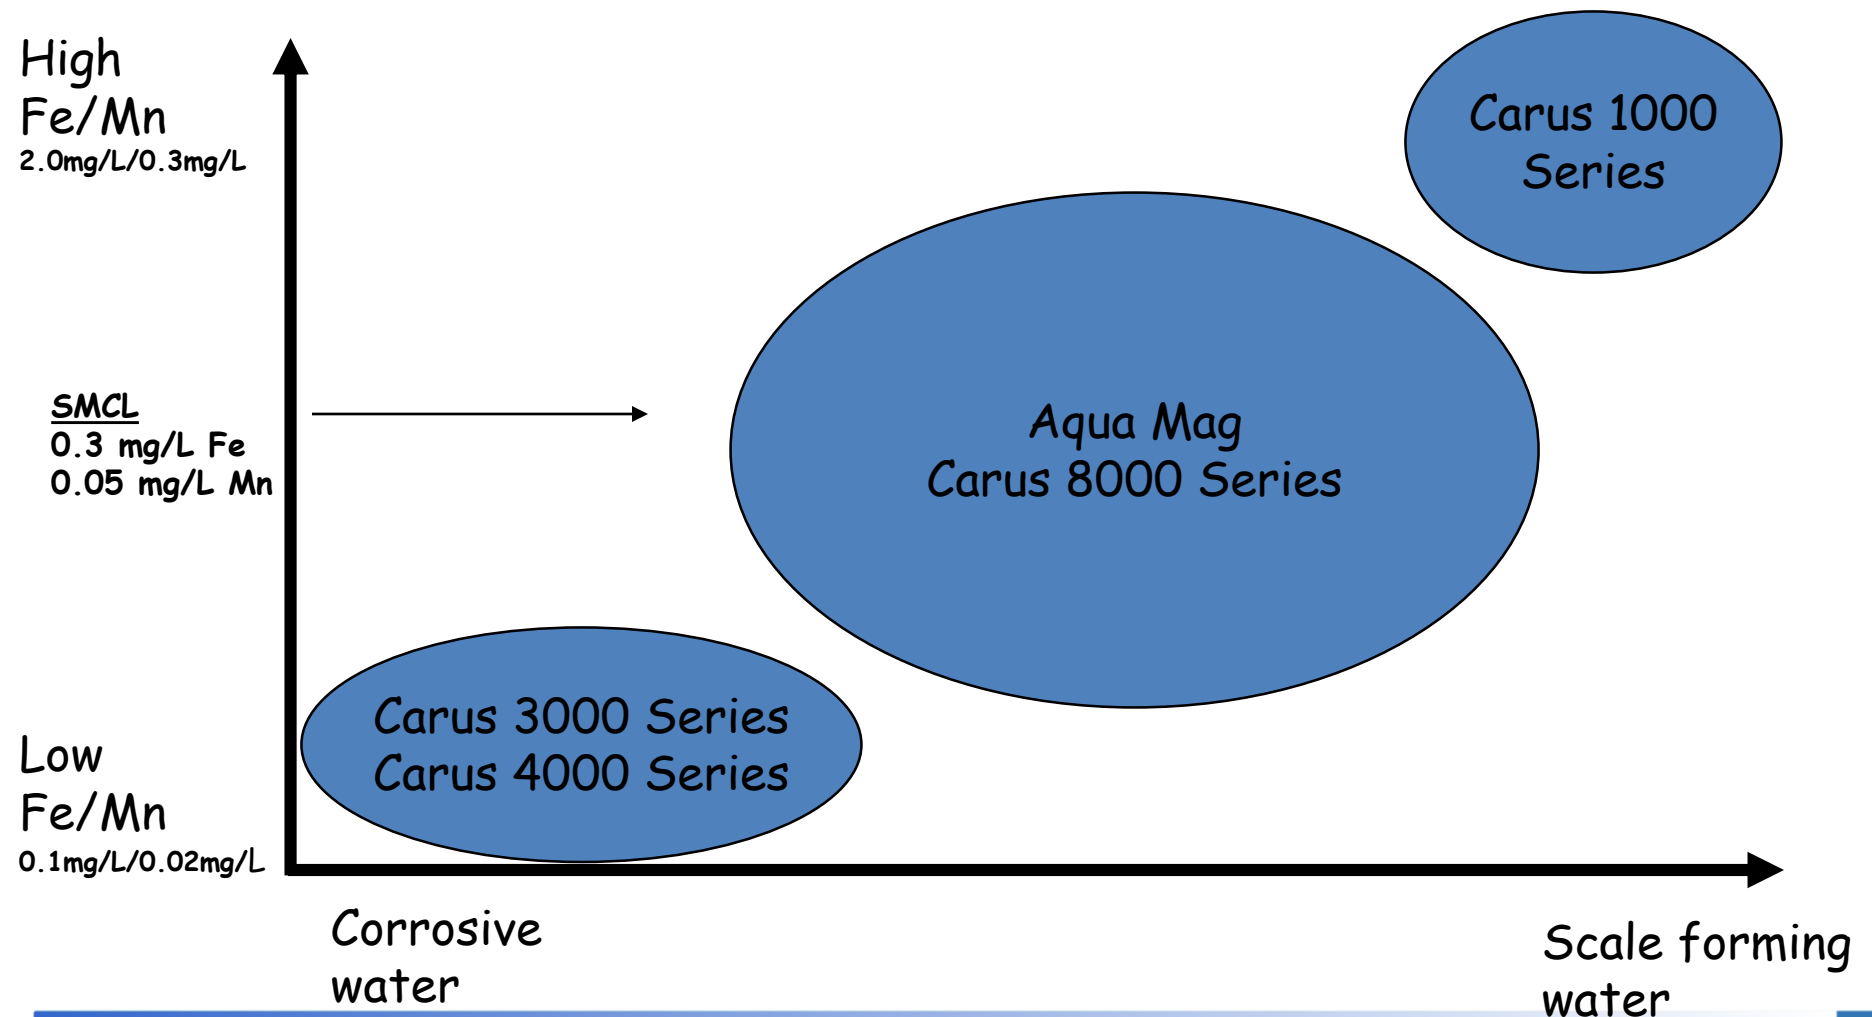 High
Fe/Mn
2.0mg/L/0.3mg/L
Carus 1000
Series
SMCL
0.3 mg/L Fe
0.05 mg/L Mn
Aqua Mag
Carus 8000 Series
Carus 3000 Series
Carus 4000 Series
Low
Fe/Mn
0.1mg/L/0.02mg/L
Corrosive
water
Scale forming
water